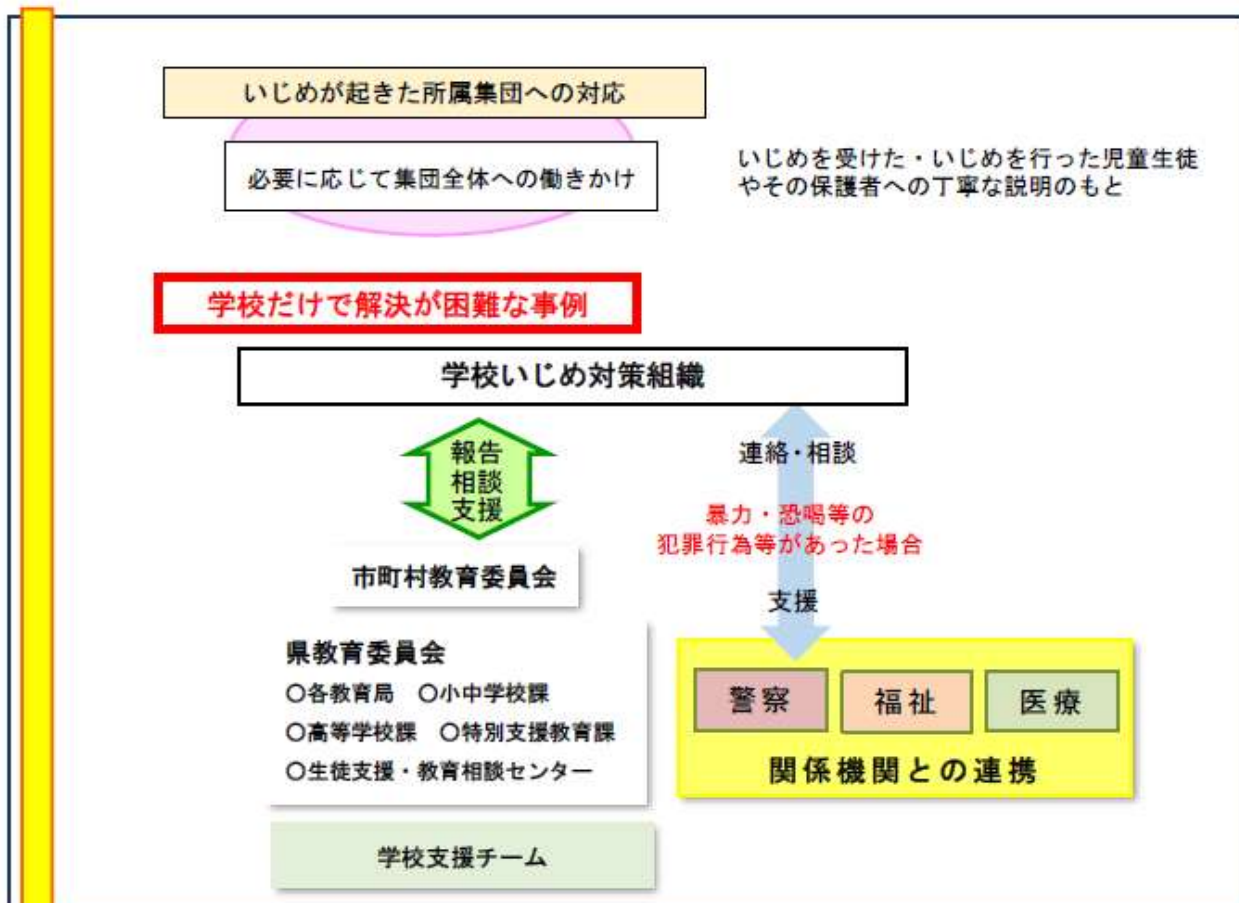 いじめが起きた所属集団への対応
必要に応じて集団全体への働きかけ
いじめを受けた・いじめを行った児童生徒
やその保護者への丁寧な説明のもと
学校だけで解決が困難な事例
学校いじめ対策組織
報告
相談
支援
連絡・相談
暴力・恐喝等の
犯罪行為等があった場合
支援
市町村教育委員会
県教育委員会
○各教育局　○小中学校課
○高等学校課　○特別支援教育課
○生徒支援・教育相談センター
学校支援チーム
警察
福祉
医療
関係機関との連携